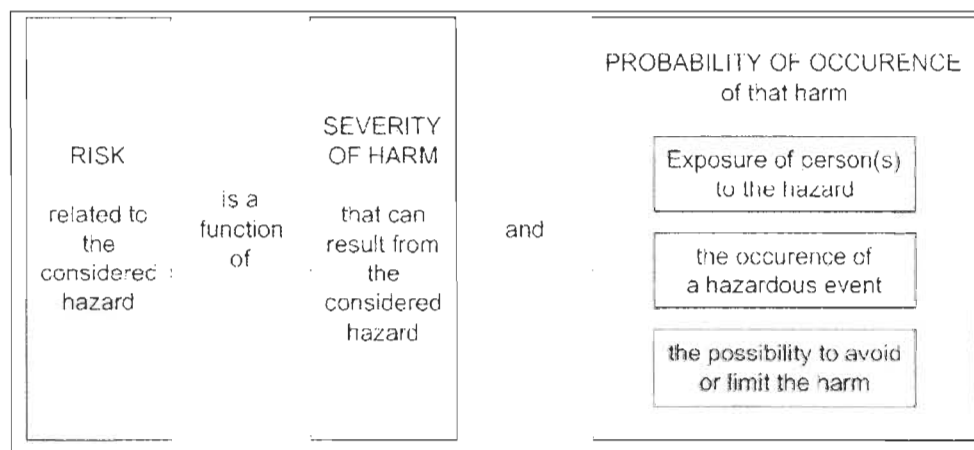 RISK
related to
the
considered
hazard
is a
function
of
SEVERITY
OF HARM
that can
result from
the
considered
hazard
and
PROBABILITY OF OCCURENCE
of that harm
Exposure of person(s)
to the hazard
the occurence of
a hazardous event
the possibility to avoid
or limit the harm